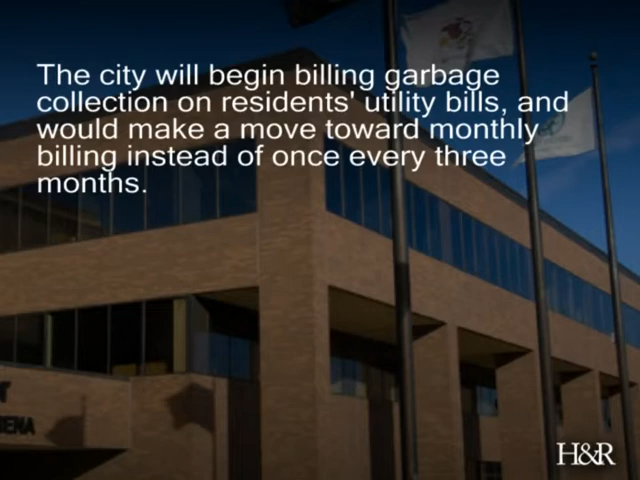 The city will begin billing garbage
collection on residents' utility bills, and
would make a move toward monthly
billing instead of once every three
months.
H&R